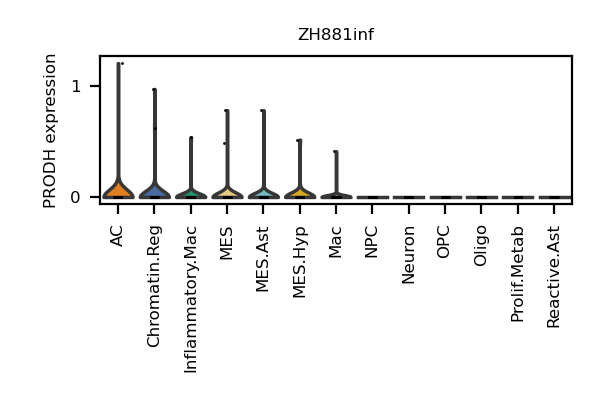 ZH881inf
PRODH expression
1
0
AC
Chromatin.Reg
Inflammatory.Mac
MES
MES.Ast
MES.Hyp
Mac
NPC
Neuron
OPC
Oligo
Prolif.Metab
Reactive.Ast